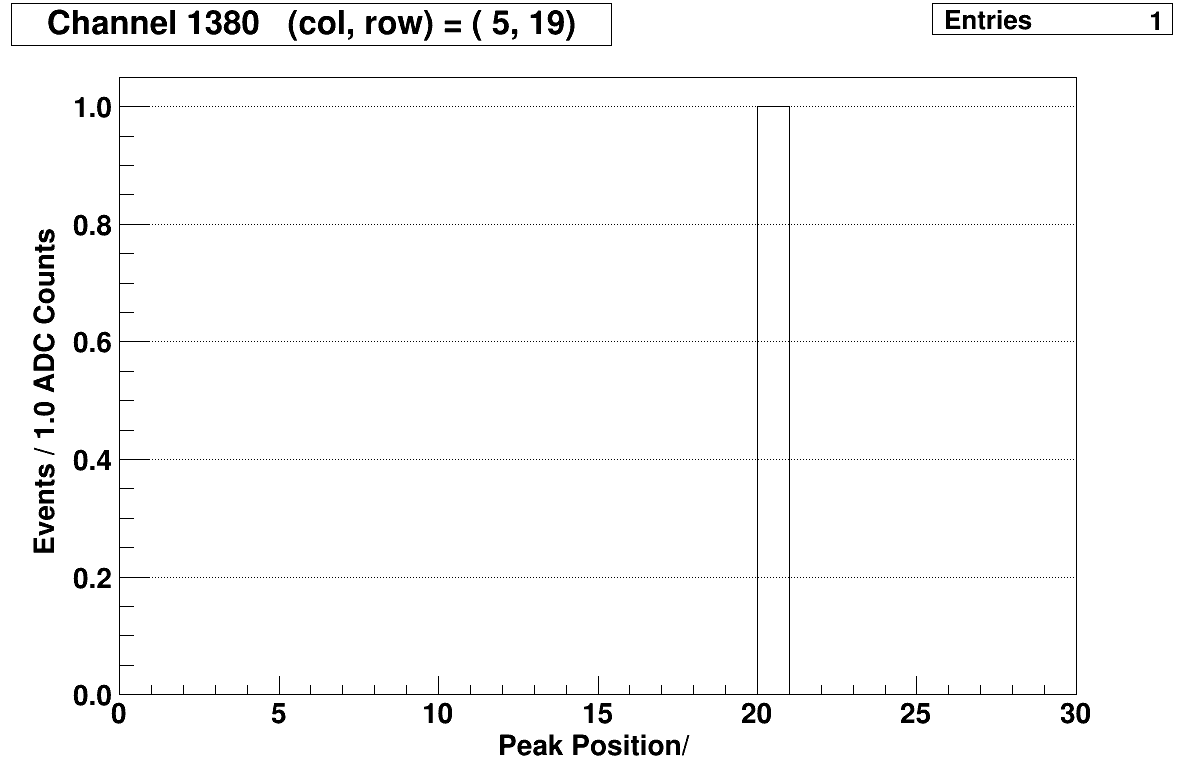 Channel 1380 (col, row) = ( 5, 19)
Entries 1
1.0
0.8
0.6
0.4
0.2
0.0
Events / 1.0 ADC Counts
0 5 10 15 20 25 30
Peak Position/